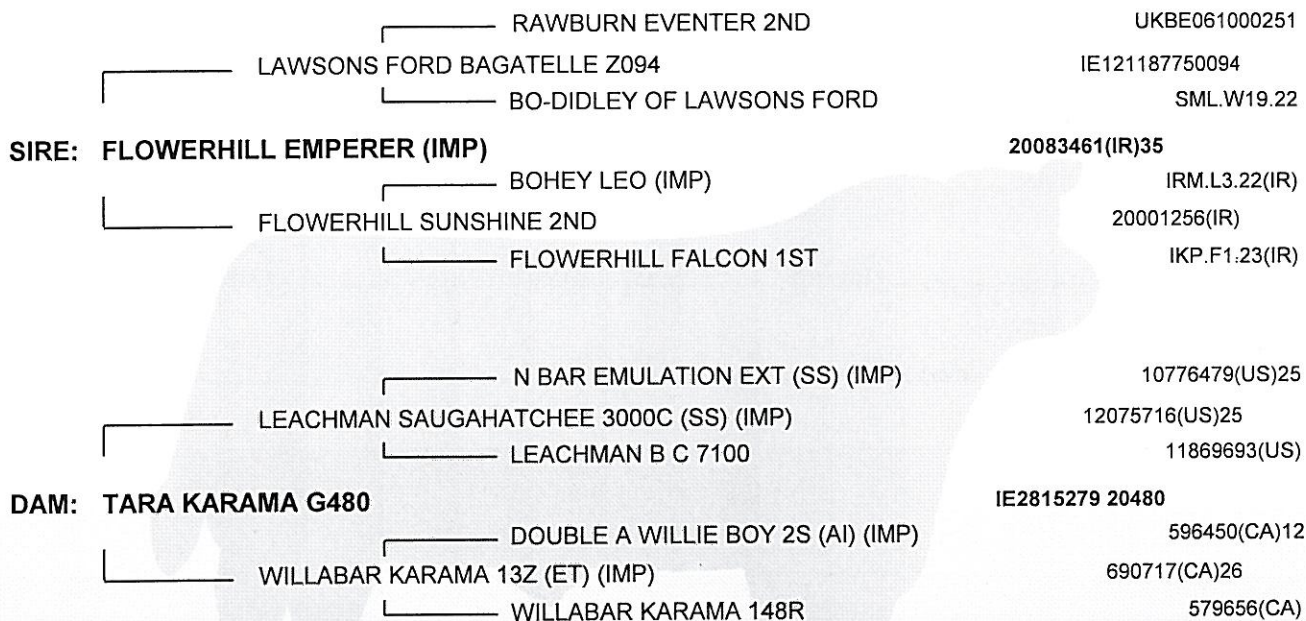 RAWBURN EVENTER 2ND UKBE061000251
LAWSONS FORD BAGATELLE Z094 IE121187750094
BO-DIDLEY OF LAWSONS FORD SML.W19.22
SIRE: FLOWERHILL EMPERER (IMP) 20083461(IR)35
BOHEY LEO (IMP) IRM.L3.22(IR)
FLOWERHILL SUNSHINE 2ND 20001256(IR)
FLOWERHILL FALCON 1ST IKP.F1.23(IR)
N BAR EMULATION EXT (SS) (IMP) 10776479(US)25
LEACHMAN SAUGAHATCHEE 3000C (SS) (IMP) 12075716(US)25
LEACHMAN B C 7100 11869693(US)
DAM: TARA KARAMA G480 IE2815279 20480
DOUBLE A WILLIE BOY 2S (AI) (IMP) 596450(CA)12
WILLABAR KARAMA 13Z (ET) (IMP) 690717(CA)26
WILLABAR KARAMA 148R 579656(CA)